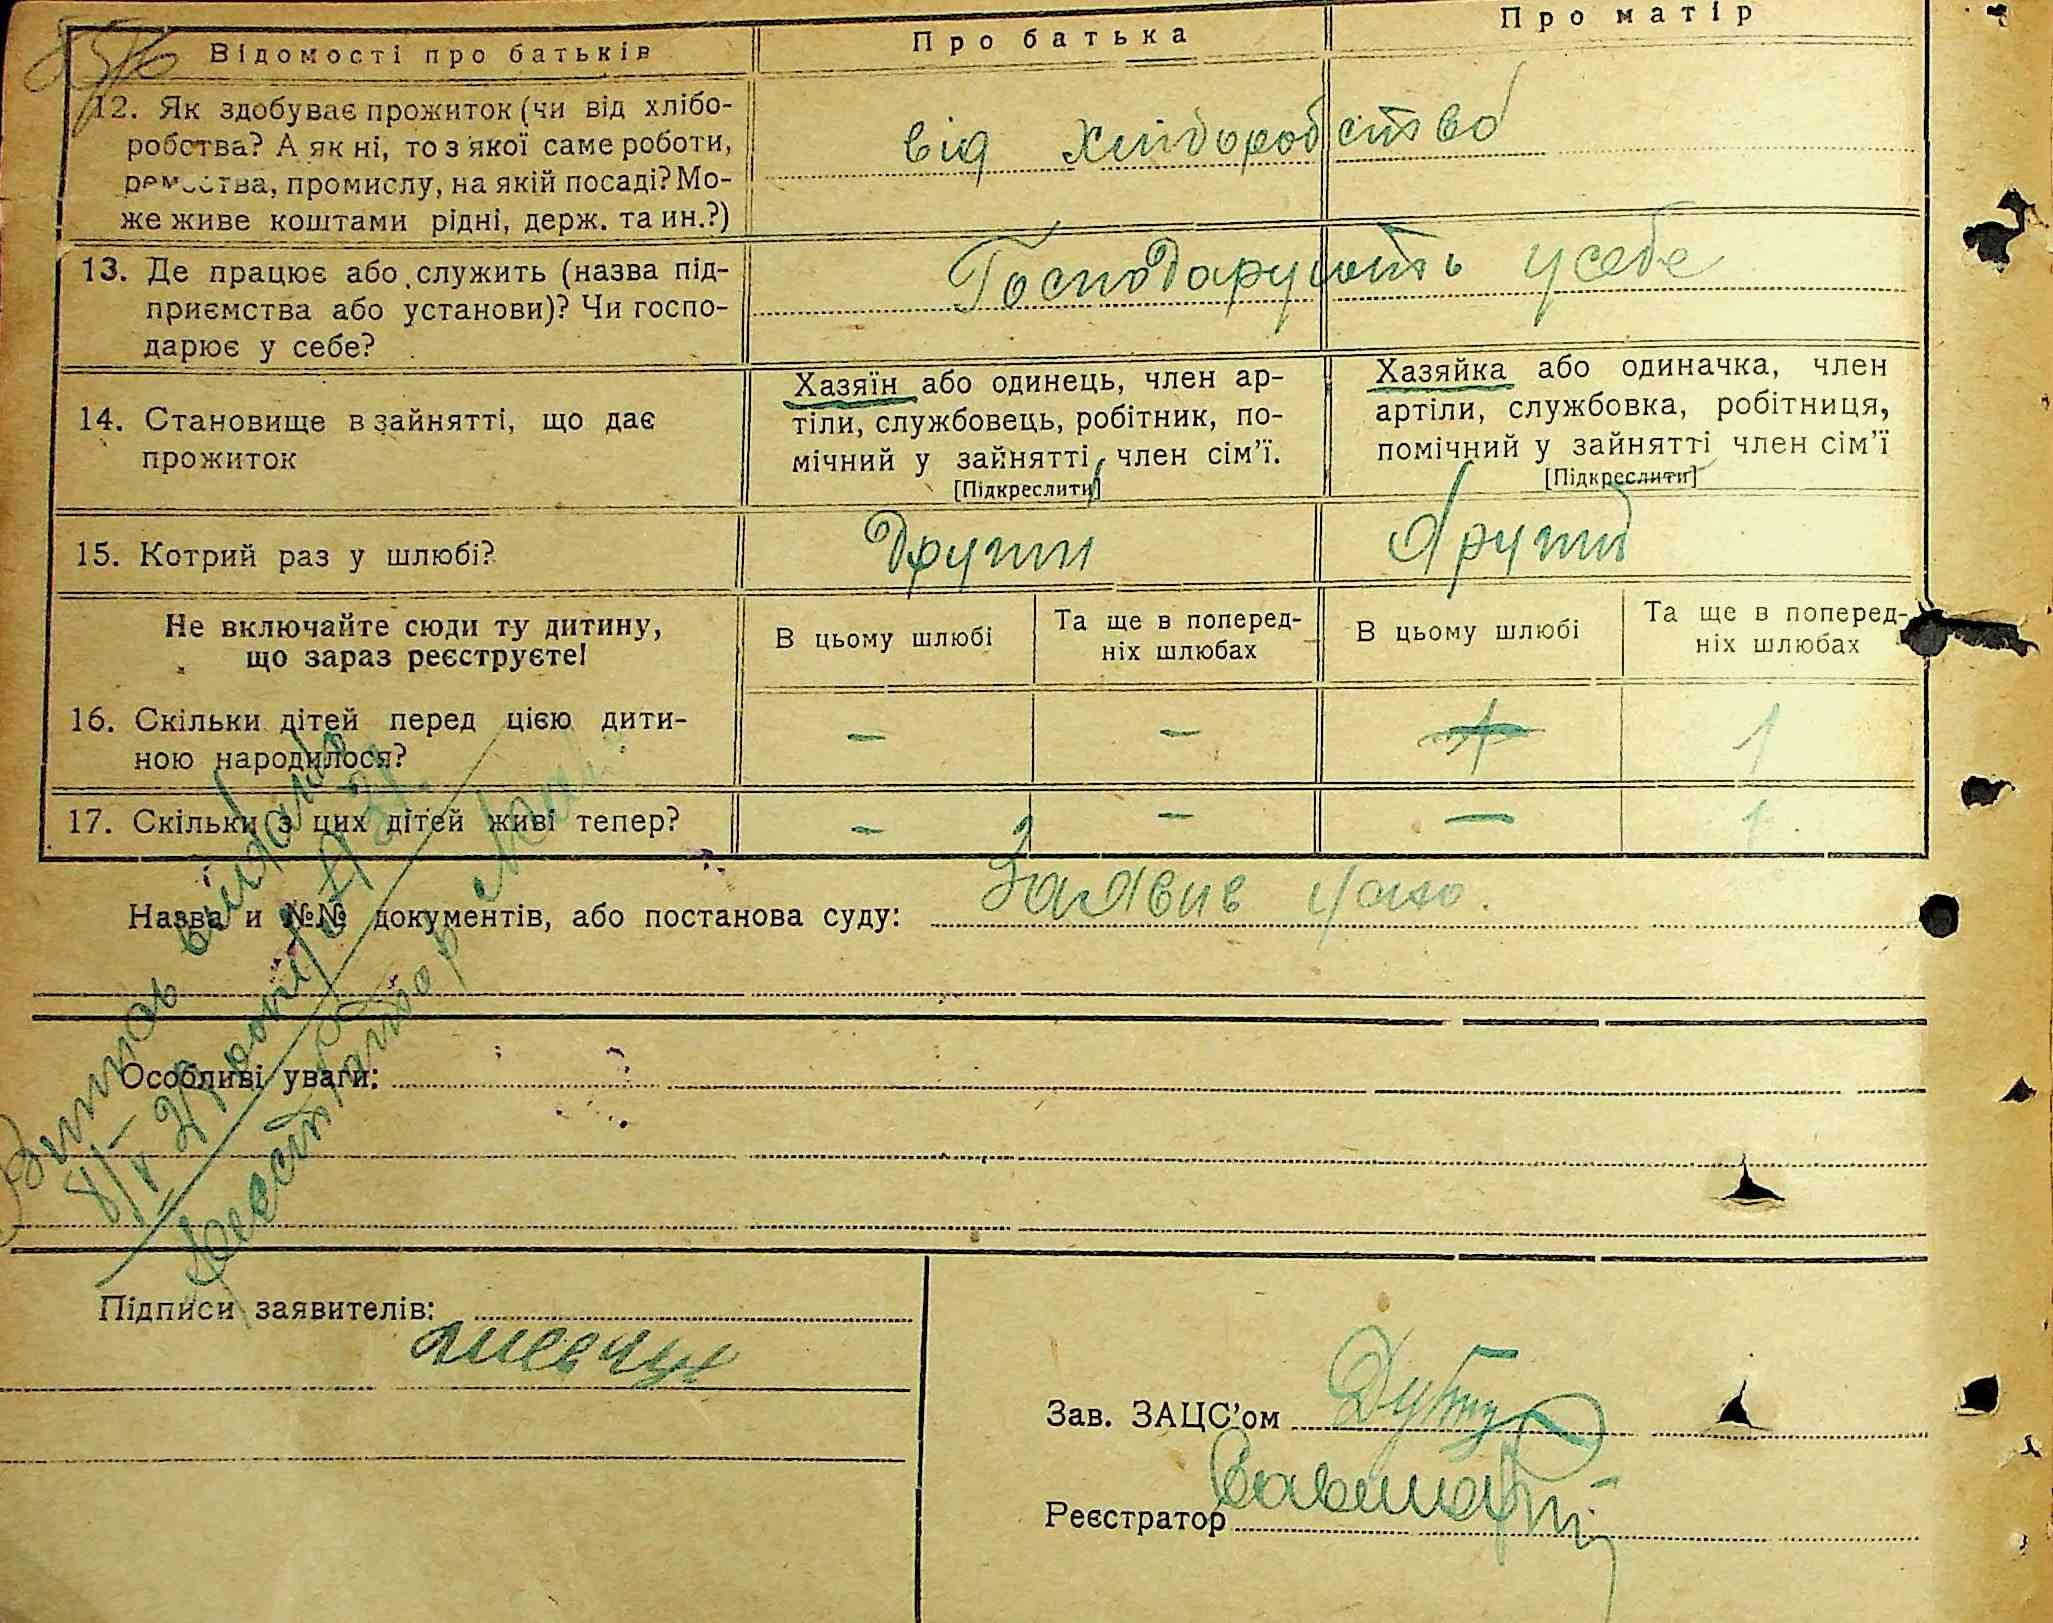 Відомості про батьків
Про батька
Про матір
12. Як здобуває прожиток (чи від хлібо-
робства? А як ні, то з якої саме роботи,
ремества, промислу, на якій посаді? Мо-
же живе коштами рідні, держ. та ин.?)
від хліборобство
13. Де працює або служить (назва під-
приємства або установи)? Чи госпо-
дарює у себе?
Господарують у себе
14. Становище в зайнятті, що дає
прожиток
Хазяїн або одинець, член ар-
тіли, службовець, робітник, по-
мічний у зайнятті член сім’ї.
[Підкреслити]
Хазяйка або одиначка, член
артіли, службовка, робітниця,
помічний у зайнятті член сім’ї
[Підкреслити]
15. Котрий раз у шлюбі?
Други
други
Не включайте сюди ту дитину,
що зараз реєструєте!
В цьому шлюбі
Та ще в поперед-
ніх шлюбах
В цьому шлюбі
Та ще в поперед-
ніх шлюбах
16. Скільки дітей перед цією дити-
ною народилося?
– – 1
17. Скільки з цих дітей живі тепер?
– – – 1
Назва и №№ документів, або постанова суду:
Заявив усно.
Особливі уваги:
Випись видано
Реєстратор
Підписи заявителів:
Зав. ЗАЦС’ом
Реєстратор